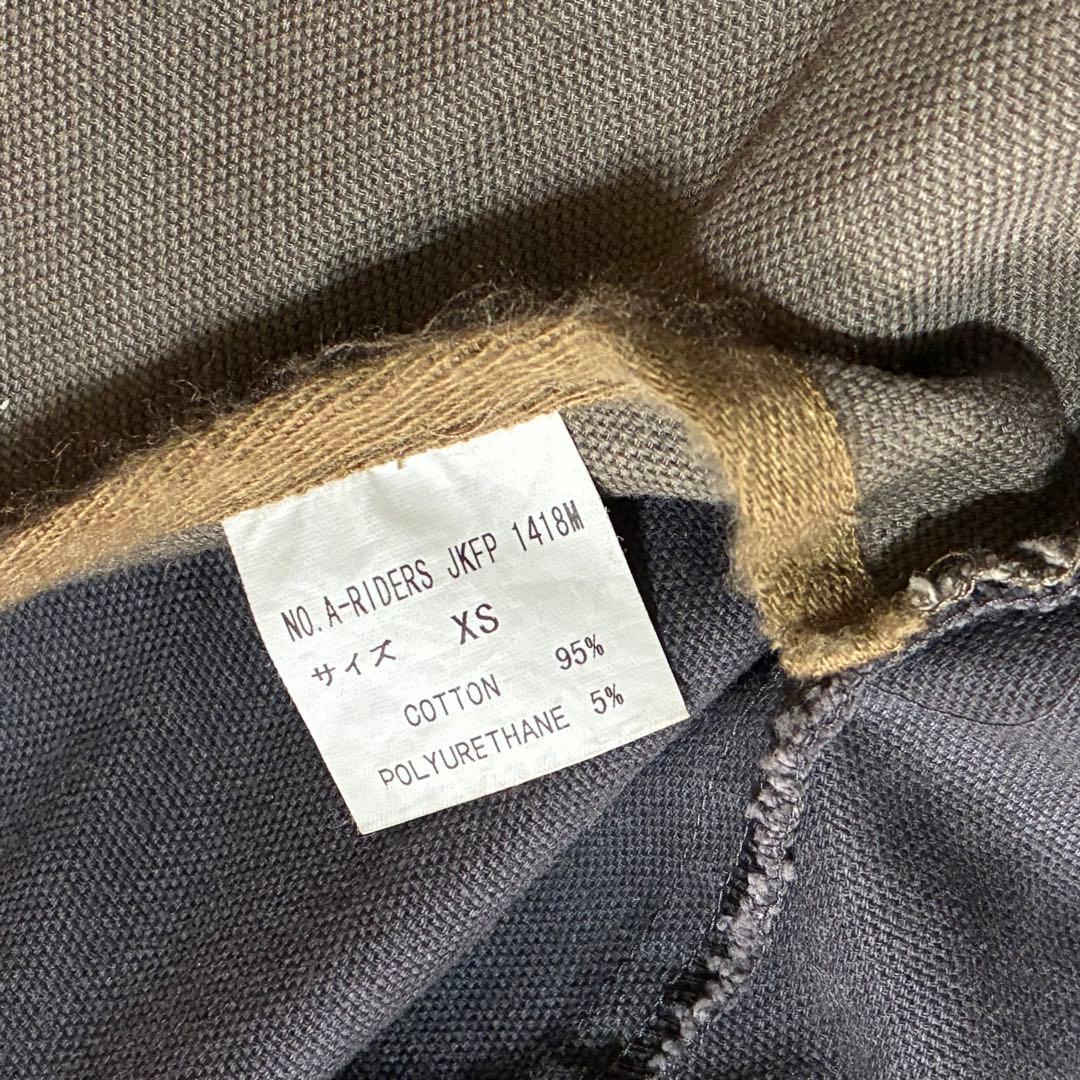 NO. A-RIDERS JKFP 1418M
サイズ XS
COTTON 95%
POLYURETHANE 5%